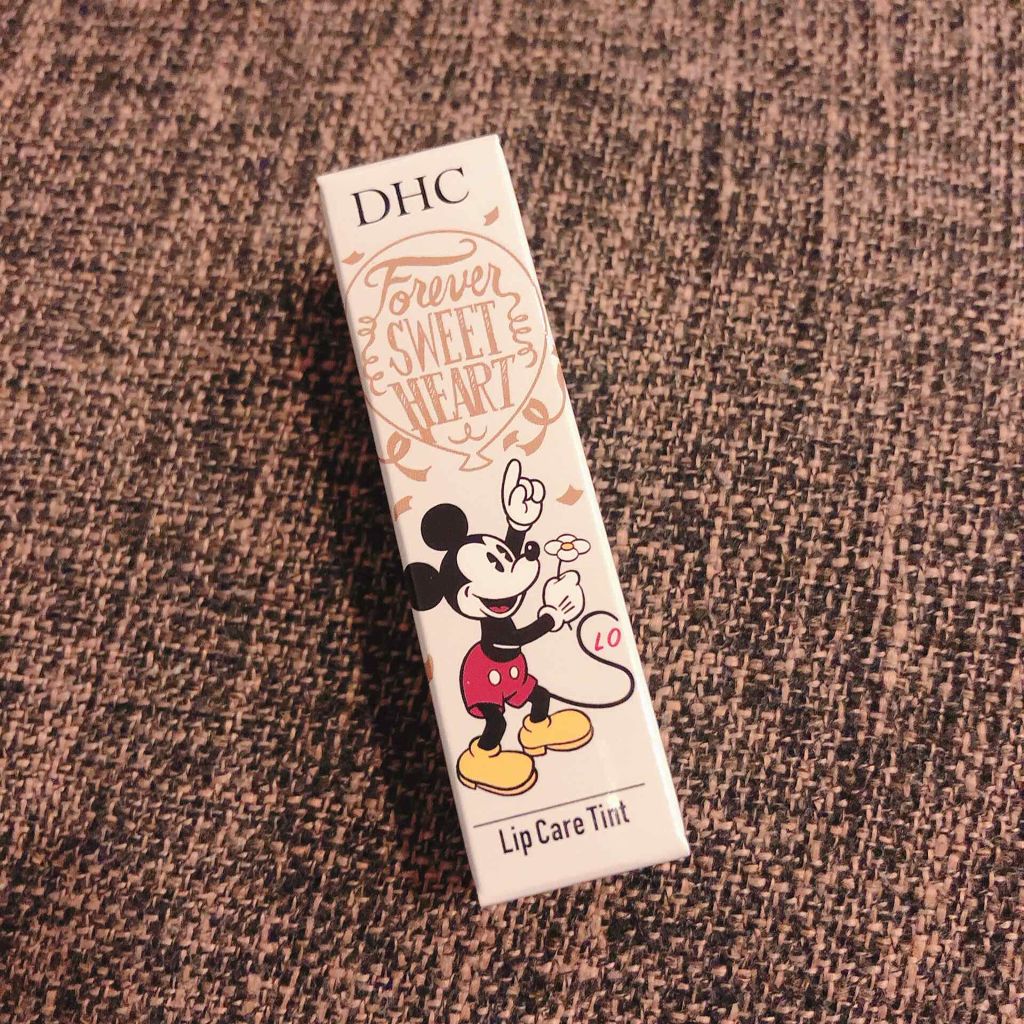 DHC
Forever
SWEET
HEART
LO
Lip Care Tint